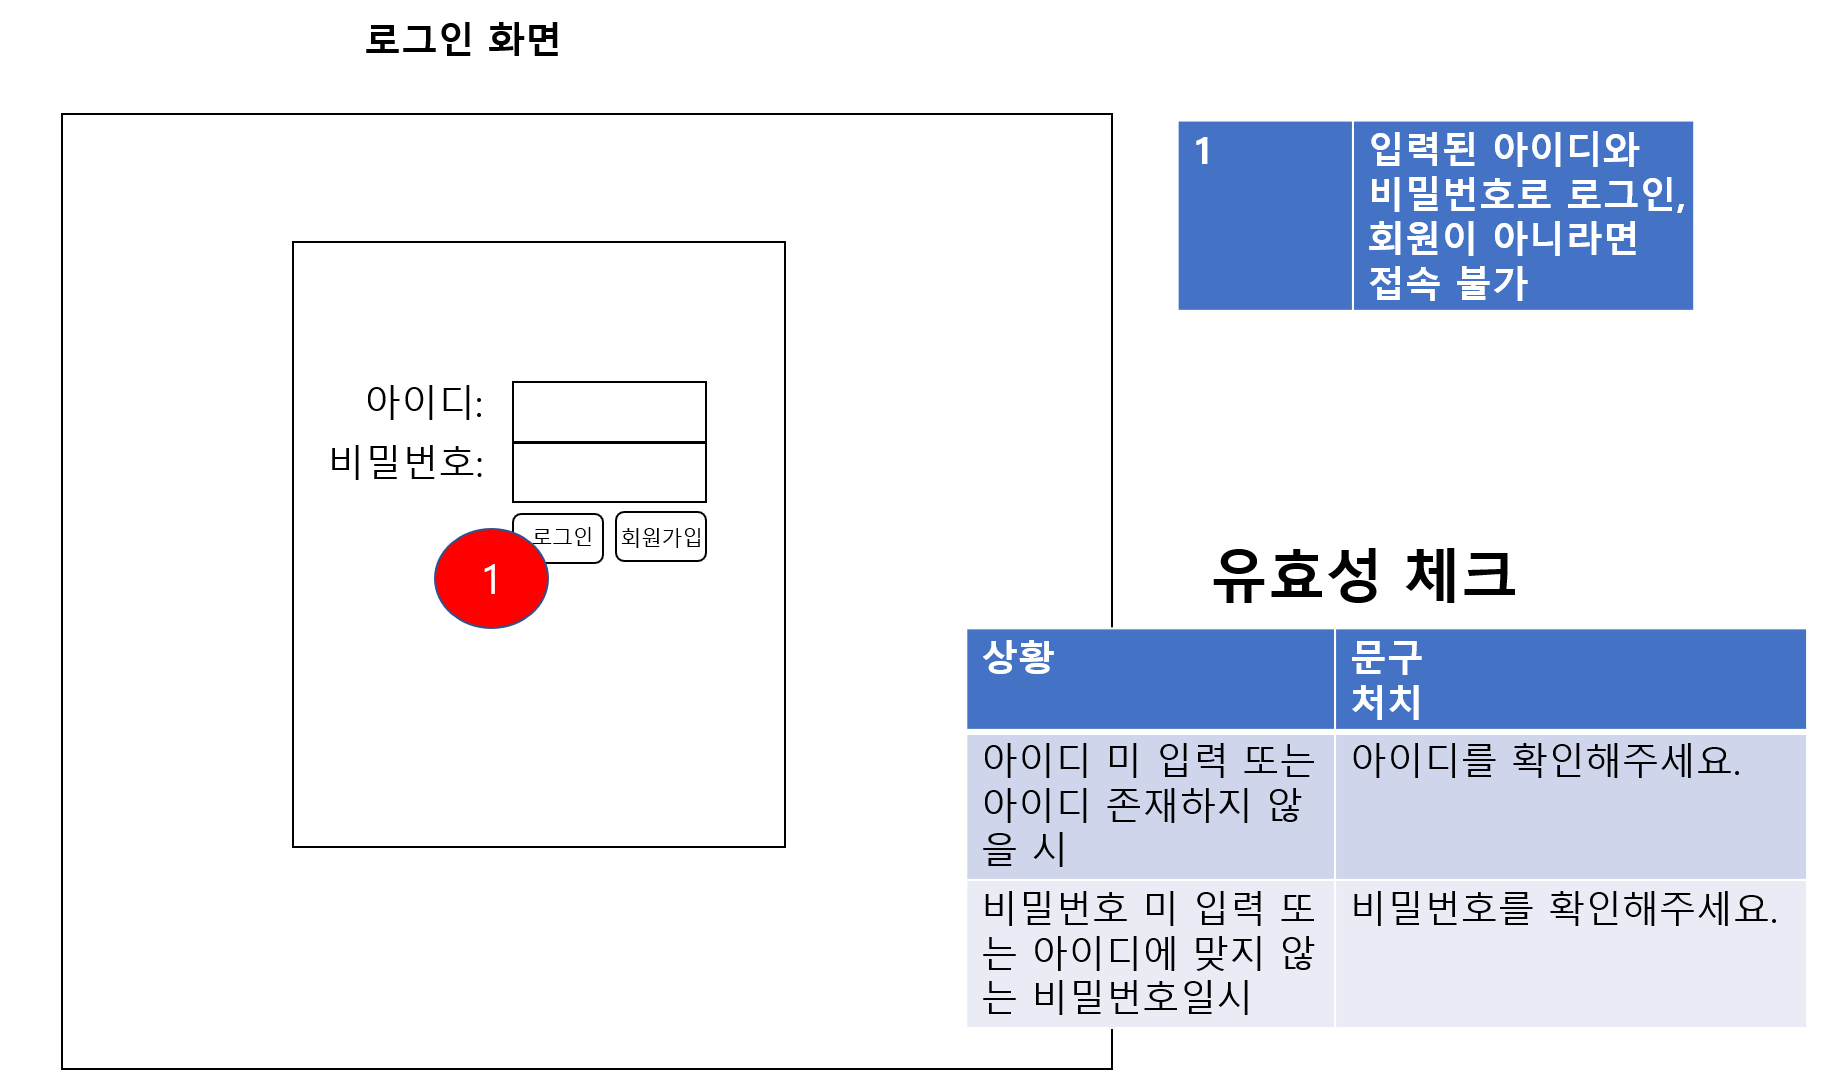 로그인 화면
1
입력된 아이디와
비밀번호로 로그인,
회원이 아니라면
접속 불가
아이디:
비밀번호:
로그인
회원가입
1
유효성 체크
상황
문구
처치
아이디 미 입력 또는
아이디 존재하지 않
을 시
아이디를 확인해주세요.
비밀번호 미 입력 또
는 아이디에 맞지 않
는 비밀번호일시
비밀번호를 확인해주세요.